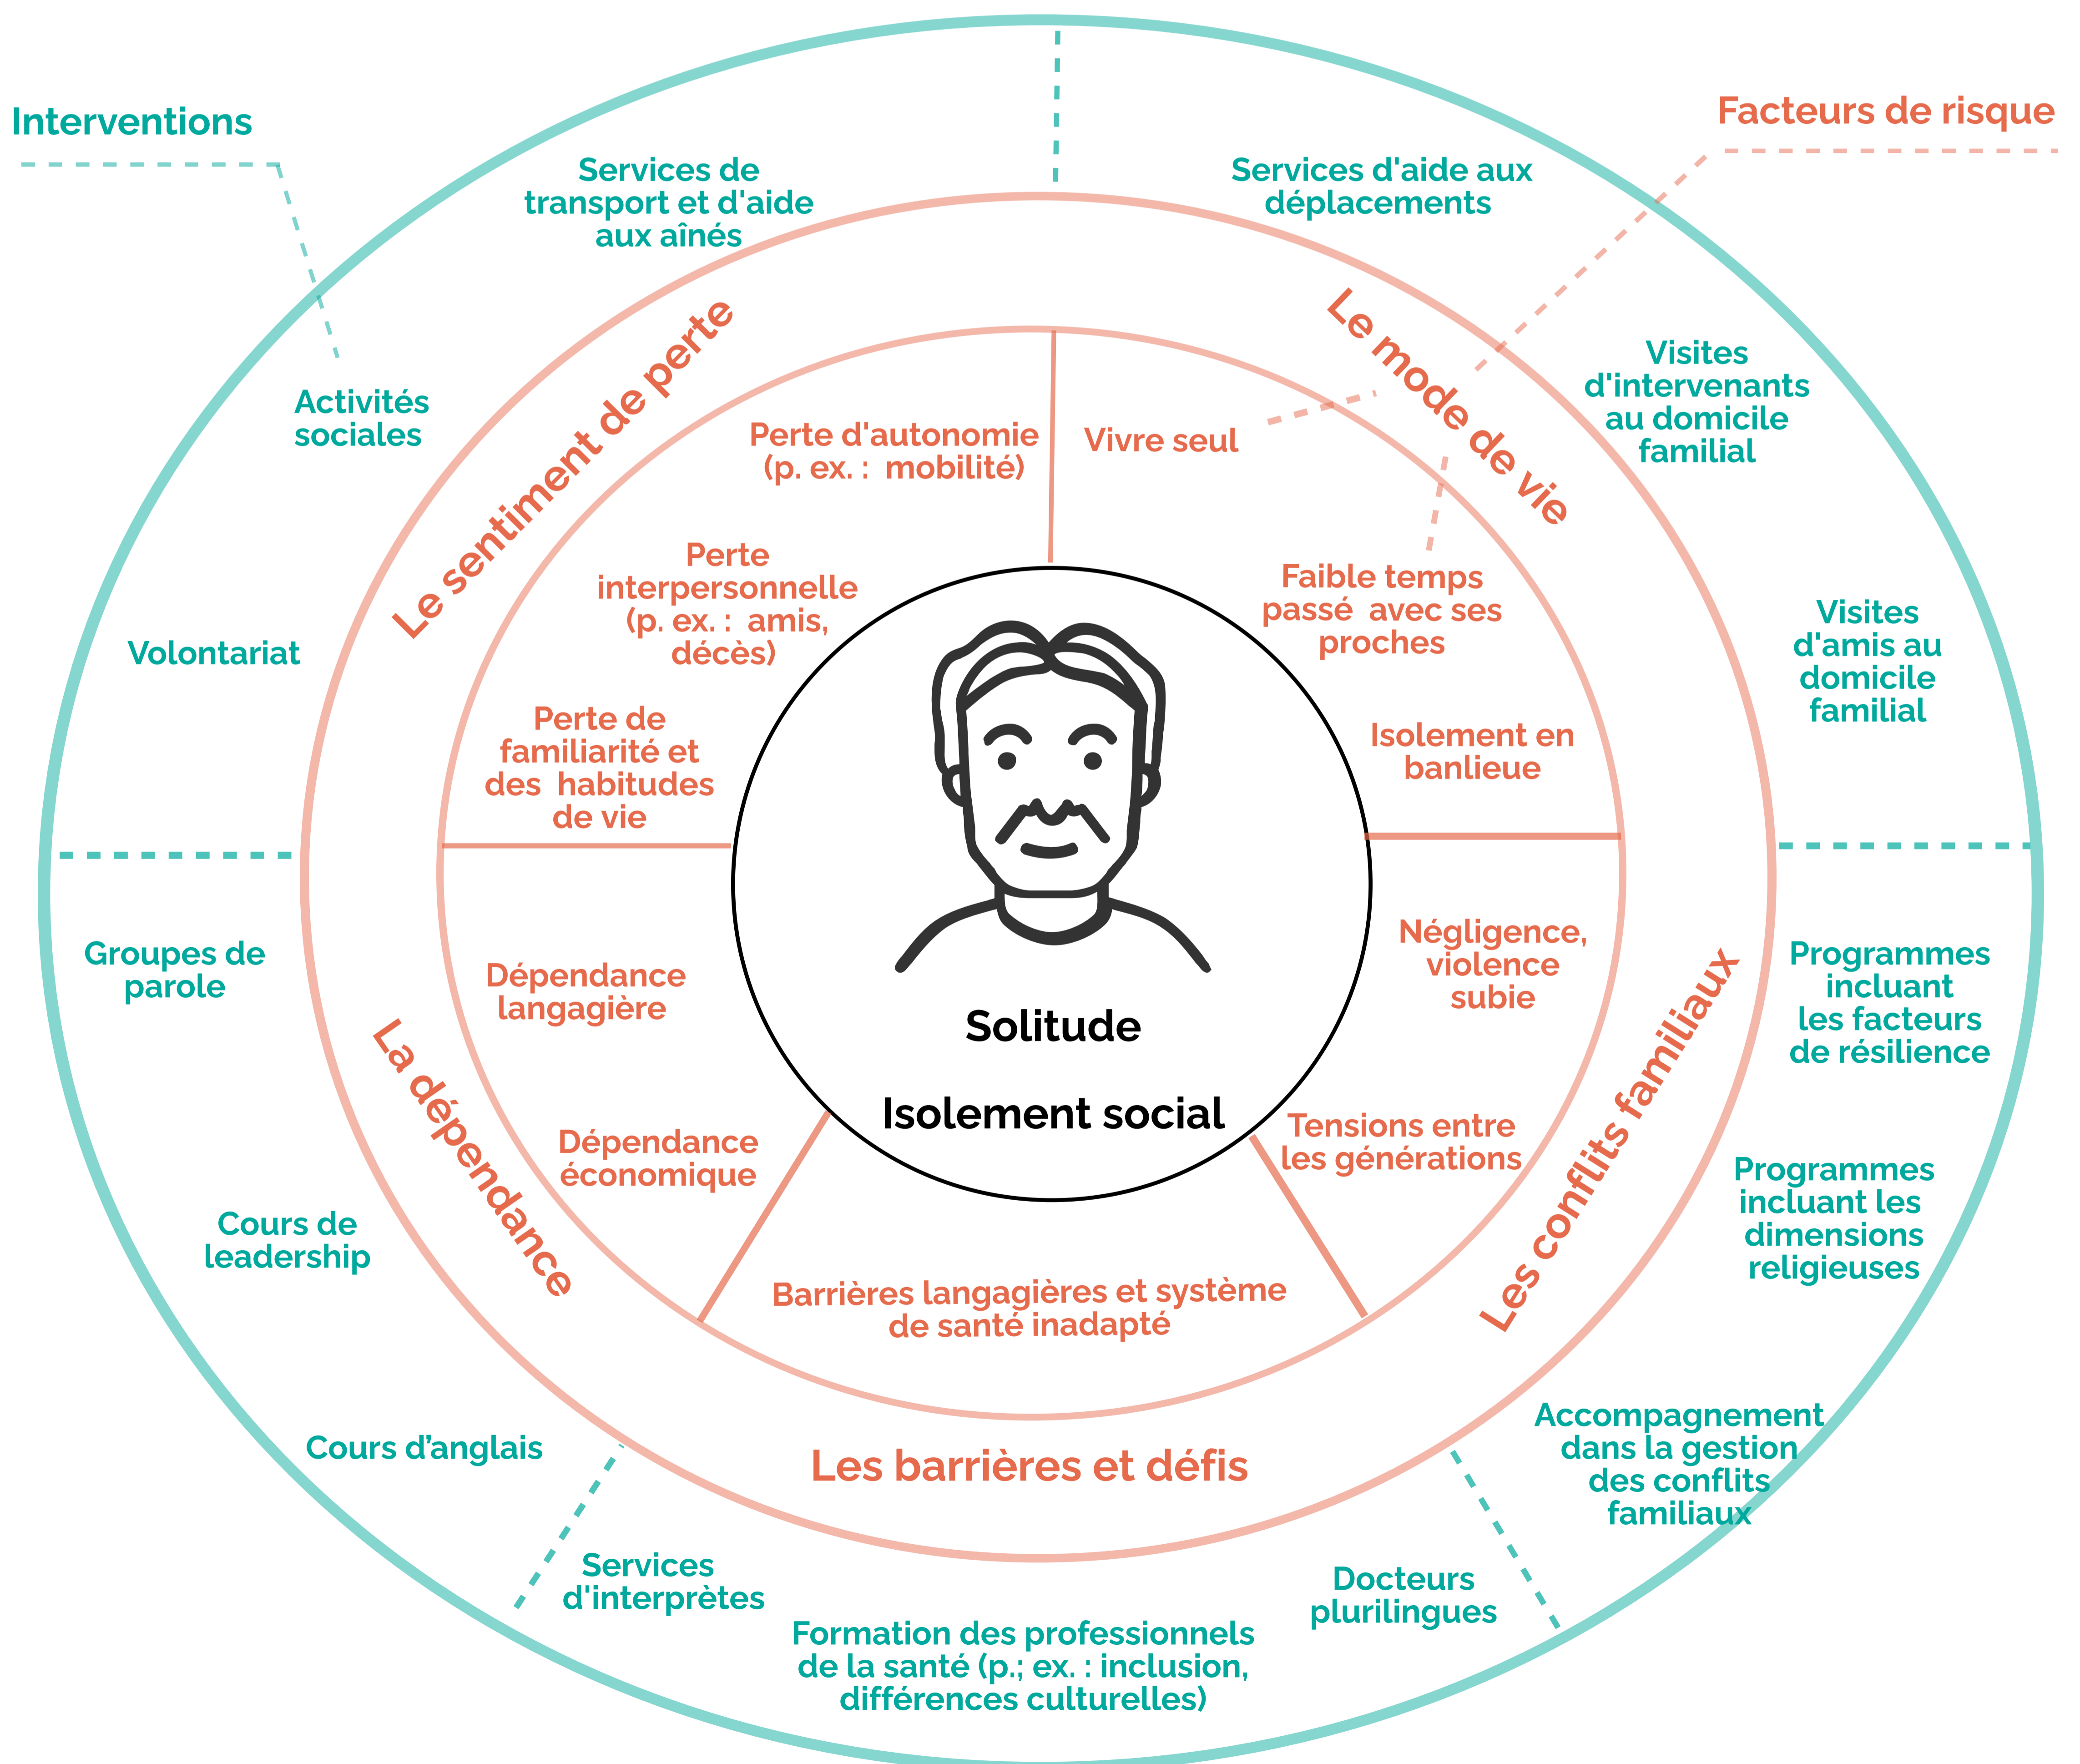 Interventions
Facteurs de risque
Services de
transport et d'aide
aux aînés
Services d'aide aux
déplacements
Activités
sociales
Visites
d'intervenants
au domicile
familial
Volontariat
Visites
d'amis au
domicile
familial
Le sentiment de perte
Le mode de vie
Perte d'autonomie
(p. ex. : mobilité)
Vivre seul
Perte
interpersonnelle
(p. ex. : amis,
décès)
Faible temps
passé avec ses
proches
Perte de
familiarité et
des habitudes
de vie
Isolement en
banlieue
Groupes de
parole
Cours de
leadership
Cours d'anglais
La dépendance
Dépendance
langagière
Dépendance
économique
Solitude
Isolement social
Négligence,
violence
subie
Tensions entre
les générations
Les conflits familiaux
Programmes
incluant
les facteurs
de résilience
Programmes
incluant les
dimensions
religieuses
Accompagnement
dans la gestion
des conflits
familiaux
Barrières langagières et système
de santé inadapté
Les barrières et défis
Services
d'interprètes
Formation des professionnels
de la santé (p.; ex. : inclusion,
différences culturelles)
Docteurs
plurilingues